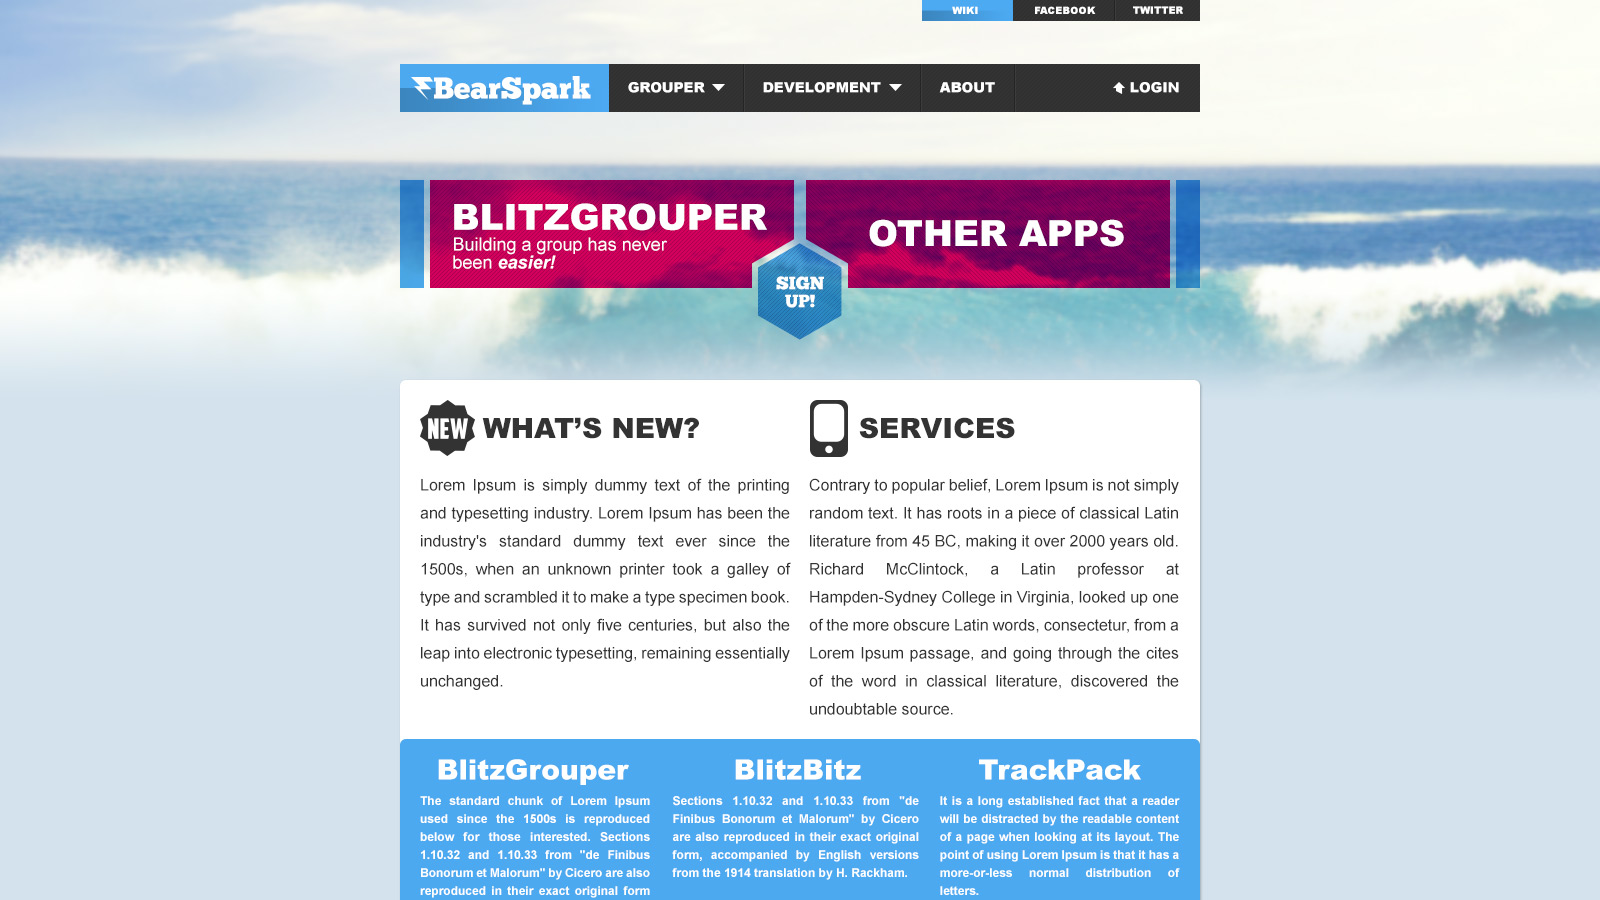 WIKI FACEBOOK TWITTER
BearSpark GROUPER DEVELOPMENT ABOUT LOGIN
BLITZGROUPER
Building a group has never
been easier!
OTHER APPS
SIGN
UP!
NEW WHAT'S NEW?
Lorem Ipsum is simply dummy text of the printing
and typesetting industry. Lorem Ipsum has been the
industry's standard dummy text ever since the
1500s, when an unknown printer took a galley of
type and scrambled it to make a type specimen book.
It has survived not only five centuries, but also the
leap into electronic typesetting, remaining essentially
unchanged.
SERVICES
Contrary to popular belief, Lorem Ipsum is not simply
random text. It has roots in a piece of classical Latin
literature from 45 BC, making it over 2000 years old.
Richard McClintock, a Latin professor at
Hampden-Sydney College in Virginia, looked up one
of the more obscure Latin words, consectetur, from a
Lorem Ipsum passage, and going through the cites
of the word in classical literature, discovered the
undoubtable source.
BlitzGrouper
The standard chunk of Lorem Ipsum
used since the 1500s is reproduced
below for those interested. Sections
1.10.32 and 1.10.33 from "de Finibus
Bonorum et Malorum" by Cicero are also
reproduced in their exact original form
BlitzBitz
Sections 1.10.32 and 1.10.33 from "de
Finibus Bonorum et Malorum" by Cicero
are also reproduced in their exact original
form, accompanied by English versions
from the 1914 translation by H. Rackham.
TrackPack
It is a long established fact that a reader
will be distracted by the readable content
of a page when looking at its layout. The
point of using Lorem Ipsum is that it has a
more-or-less normal distribution of
letters.